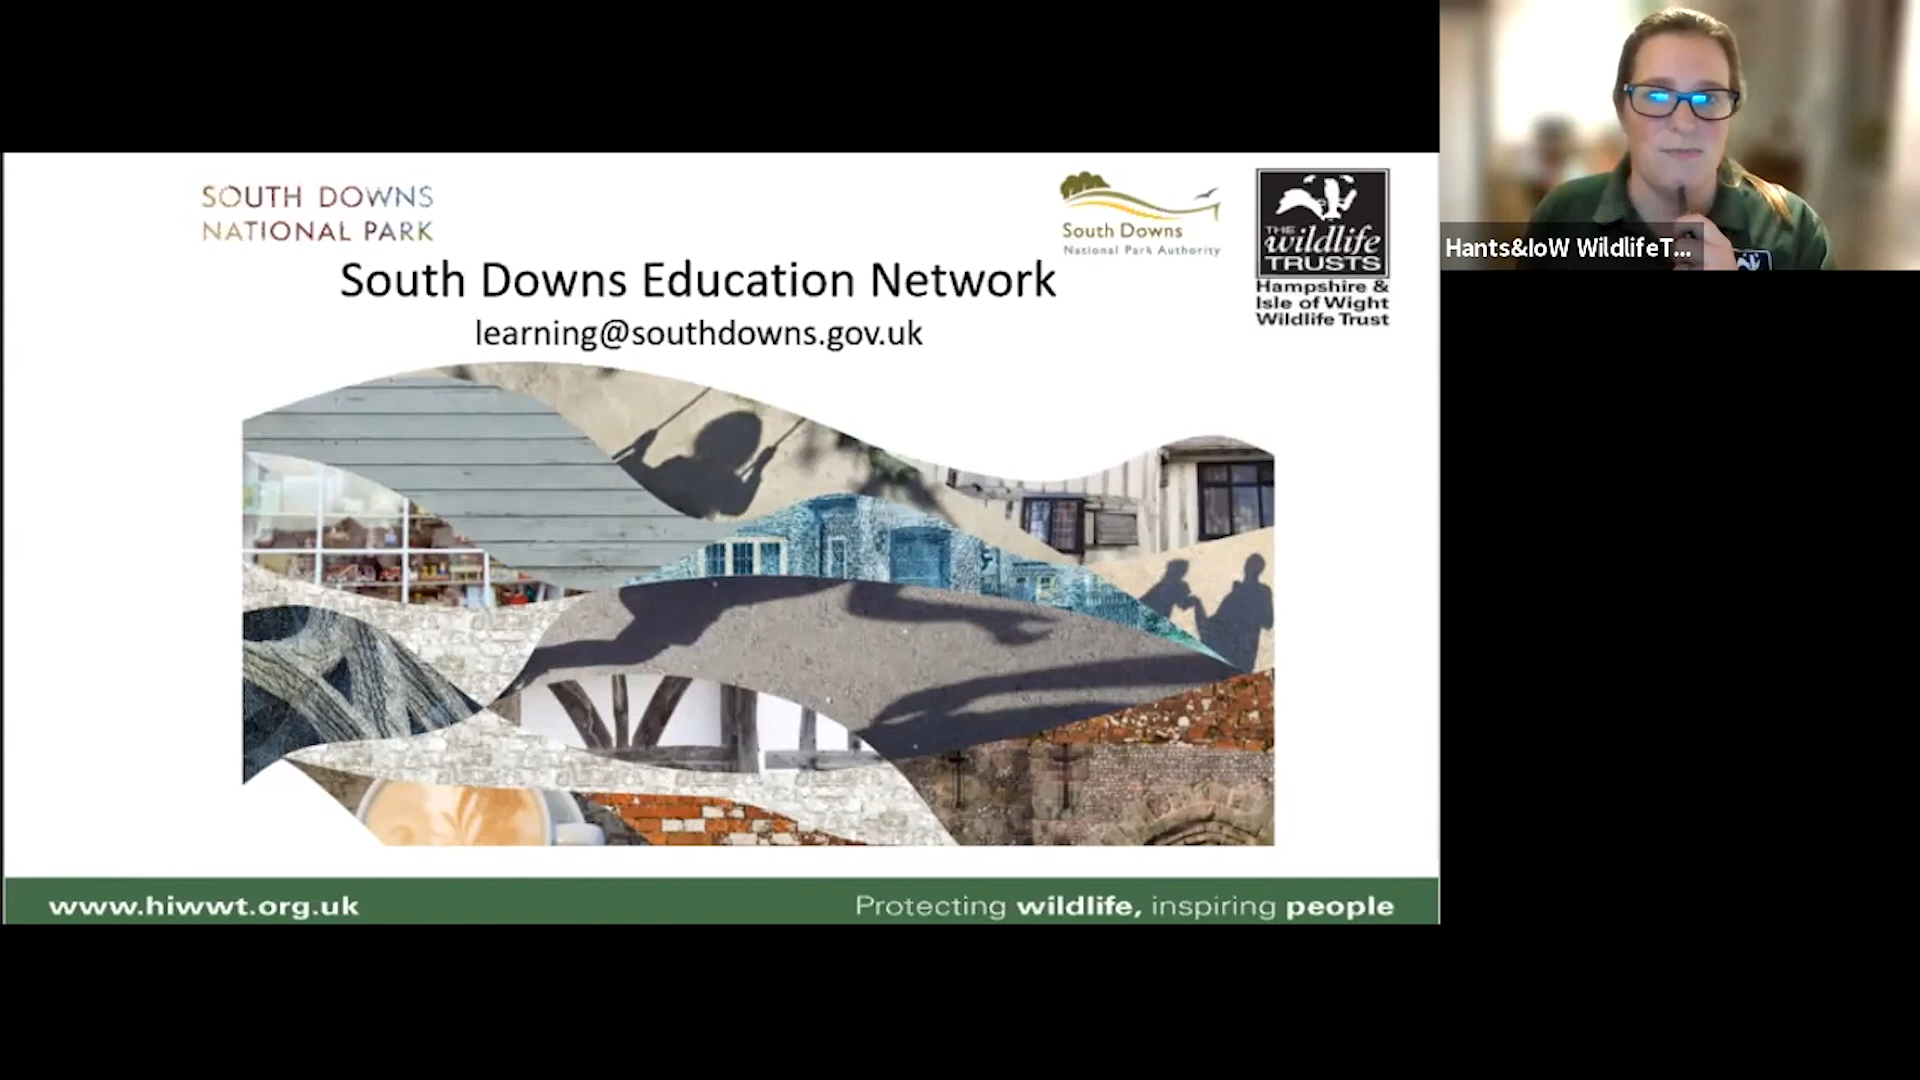 SOUTH DOWNS
NATIONAL PARK
South Downs
National Park Authority
THE
wildlife
TRUSTS
Hampshire &
Isle of Wight
Wildlife Trust
South Downs Education Network
learning@southdowns.gov.uk
Hants&IoW WildlifeT...
www.hiwwt.org.uk
Protecting wildlife, inspiring people